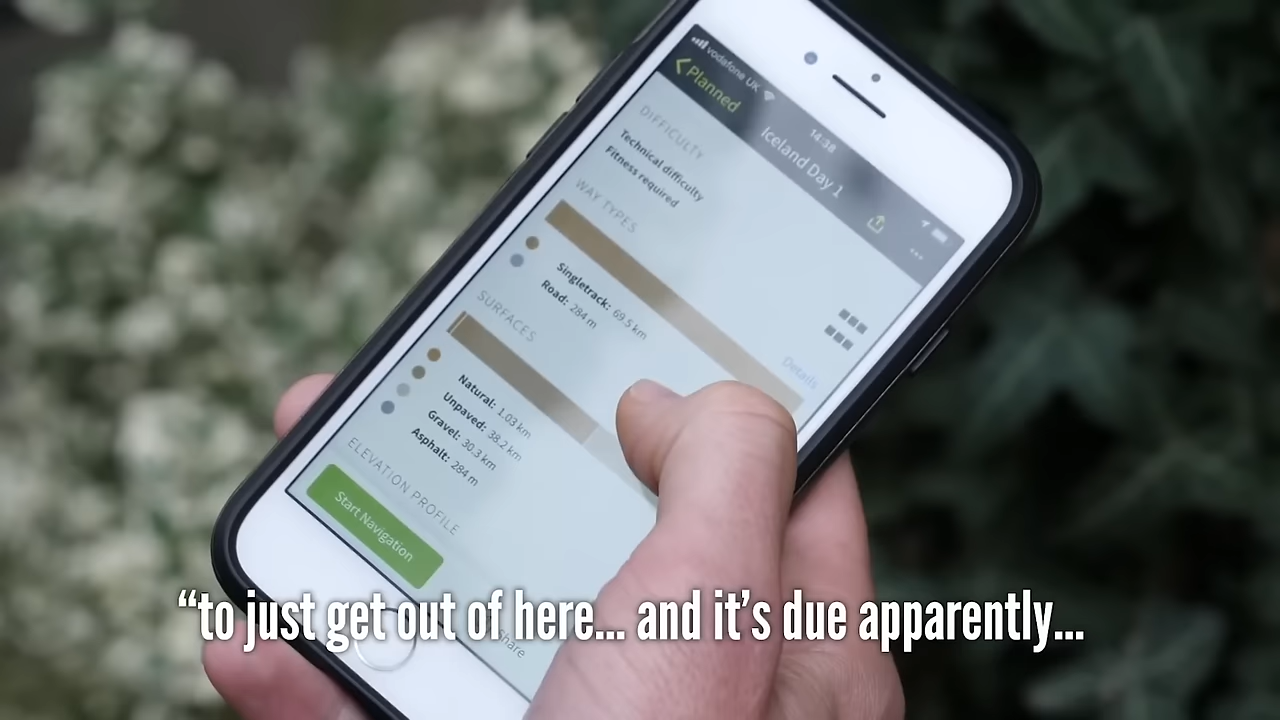 vodafone UK
14:38
Planned
Iceland Day 1
DIFFICULTY
Technical difficulty
Fitness required
WAY TYPES
Singletrack: 69.5 km
Road: 284 m
Details
SURFACES
Natural: 1.03 km
Unpaved: 38.2 km
Gravel: 30.3 km
Asphalt: 284 m
ELEVATION PROFILE
Start Navigation
share
“to just get out of here... and it’s due apparently...